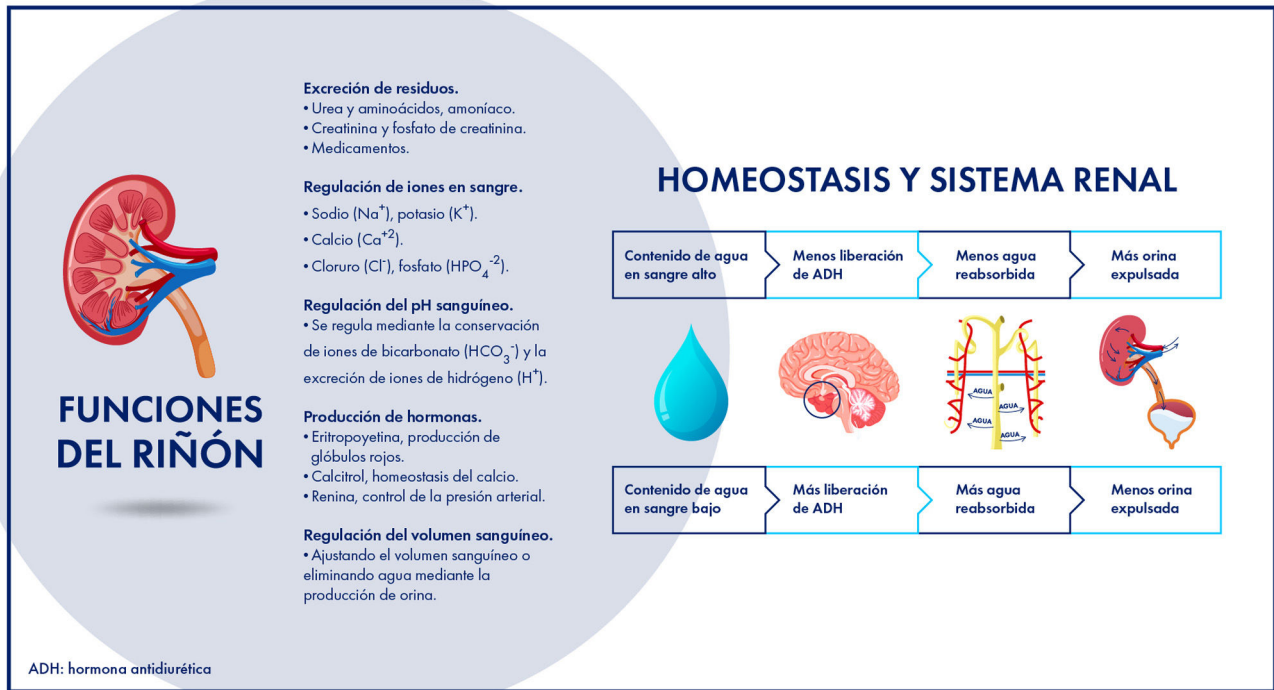 FUNCIONES
DEL RIÑÓN
Excreción de residuos.
• Urea y aminoácidos, amoníaco.
• Creatinina y fosfato de creatinina.
• Medicamentos.
Regulación de iones en sangre.
• Sodio (Na⁺), potasio (K⁺).
• Calcio (Ca⁺²).
• Cloruro (Cl⁻), fosfato (HPO₄⁻²).
Regulación del pH sanguíneo.
• Se regula mediante la conservación
de iones de bicarbonato (HCO₃⁻) y la
excreción de iones de hidrógeno (H⁺).
Producción de hormonas.
• Eritropoyetina, producción de
glóbulos rojos.
• Calcitrol, homeostasis del calcio.
• Renina, control de la presión arterial.
Regulación del volumen sanguíneo.
• Ajustando el volumen sanguíneo o
eliminando agua mediante la
producción de orina.
HOMEOSTASIS Y SISTEMA RENAL
Contenido de agua
en sangre alto
Menos liberación
de ADH
Menos agua
reabsorbida
Más orina
expulsada
AGUA
AGUA
AGUA
AGUA
Contenido de agua
en sangre bajo
Más liberación
de ADH
Más agua
reabsorbida
Menos orina
expulsada
ADH: hormona antidiurética